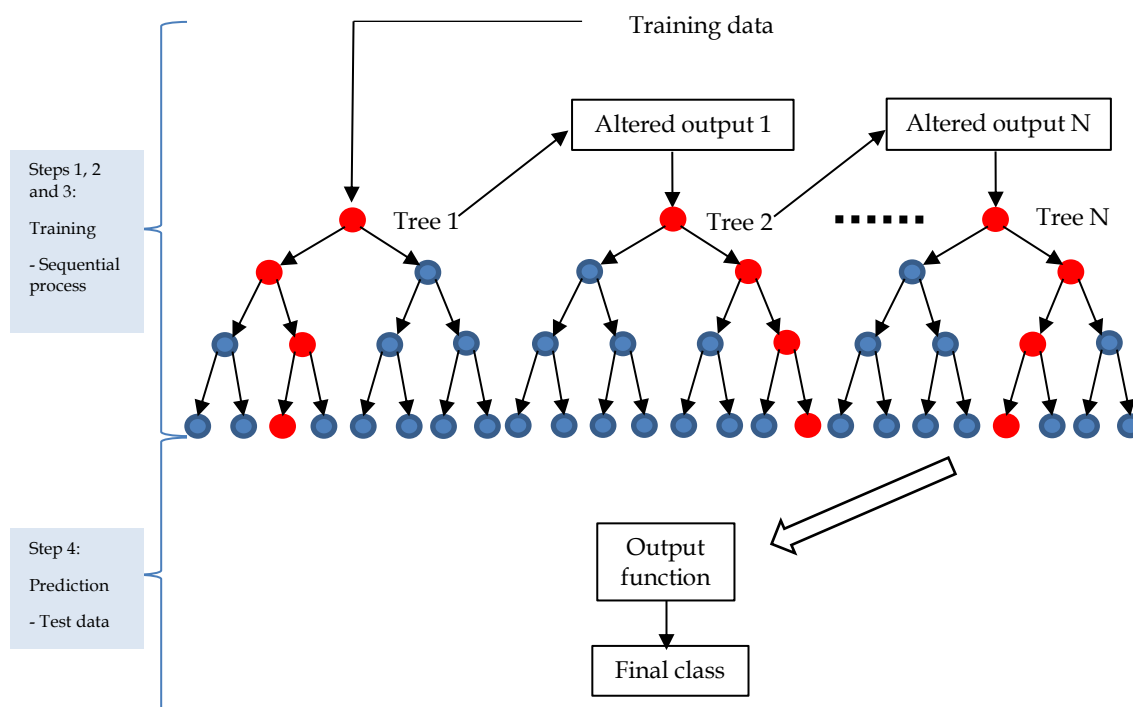 Training data
Altered output 1
Altered output N
Steps 1, 2
and 3:
Training
- Sequential
process
Tree 1
Tree 2
Tree N
Step 4:
Prediction
- Test data
Output
function
Final class